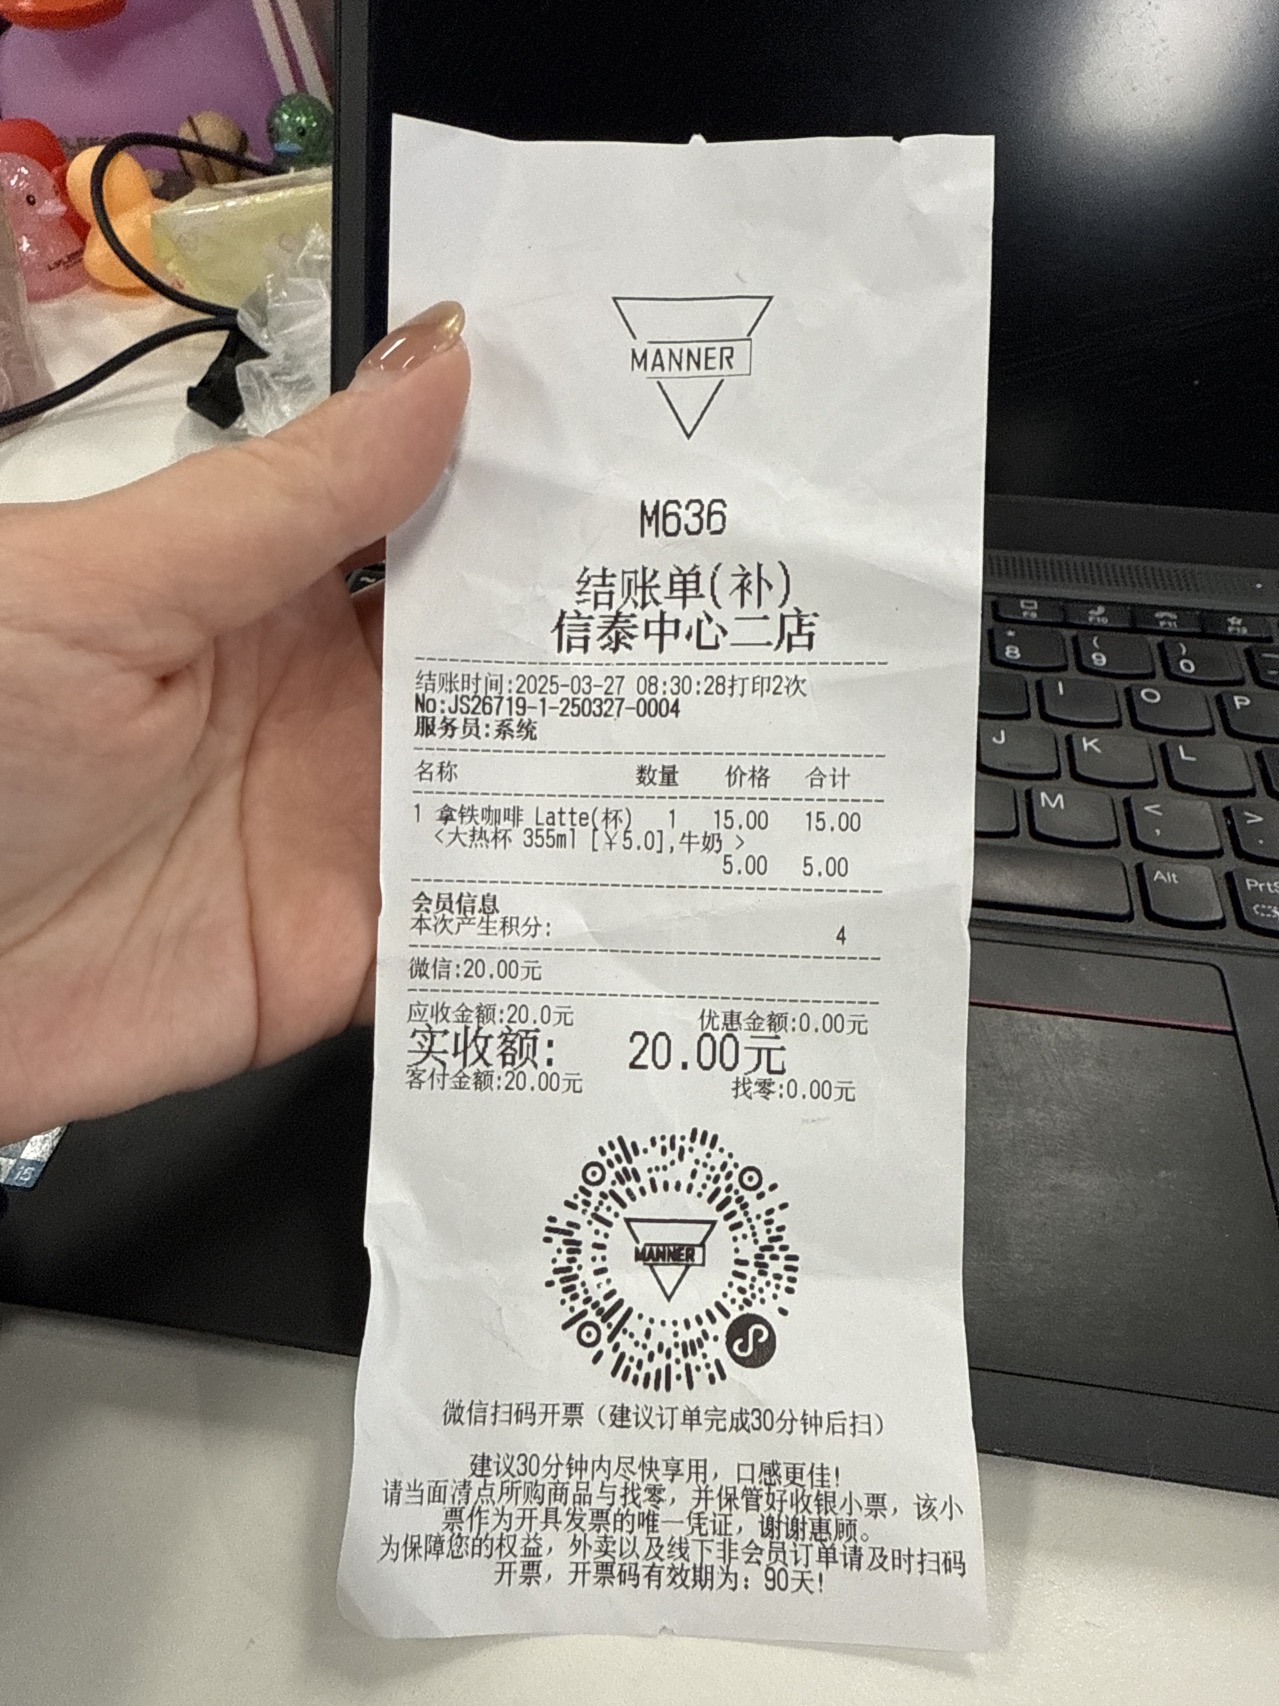 MANNER
M636
结账单(补)
信泰中心二店
结账时间:2025-03-27 08:30:28打印2次
No:JS26719-1-250327-0004
服务员:系统
名称 数量 价格 合计
1 拿铁咖啡 Latte(杯) 1 15.00 15.00
<大热杯 355ml [¥5.0],牛奶 >
5.00 5.00
会员信息
本次产生积分: 4
微信:20.00元
应收金额:20.0元 优惠金额:0.00元
实收额: 20.00元
客付金额:20.00元 找零:0.00元
MANNER
微信扫码开票（建议订单完成30分钟后扫）
建议30分钟内尽快享用，口感更佳！
请当面清点所购商品与找零，并保管好收银小票，该小
票作为开具发票的唯一凭证，谢谢惠顾。
为保障您的权益，外卖以及线下非会员订单请及时扫码
开票，开票码有效期为：90天！
F9 F10 F11 F12
* 8 ( 9 ) 0
I O P
J K L
M < , >
Alt PrtS
i5